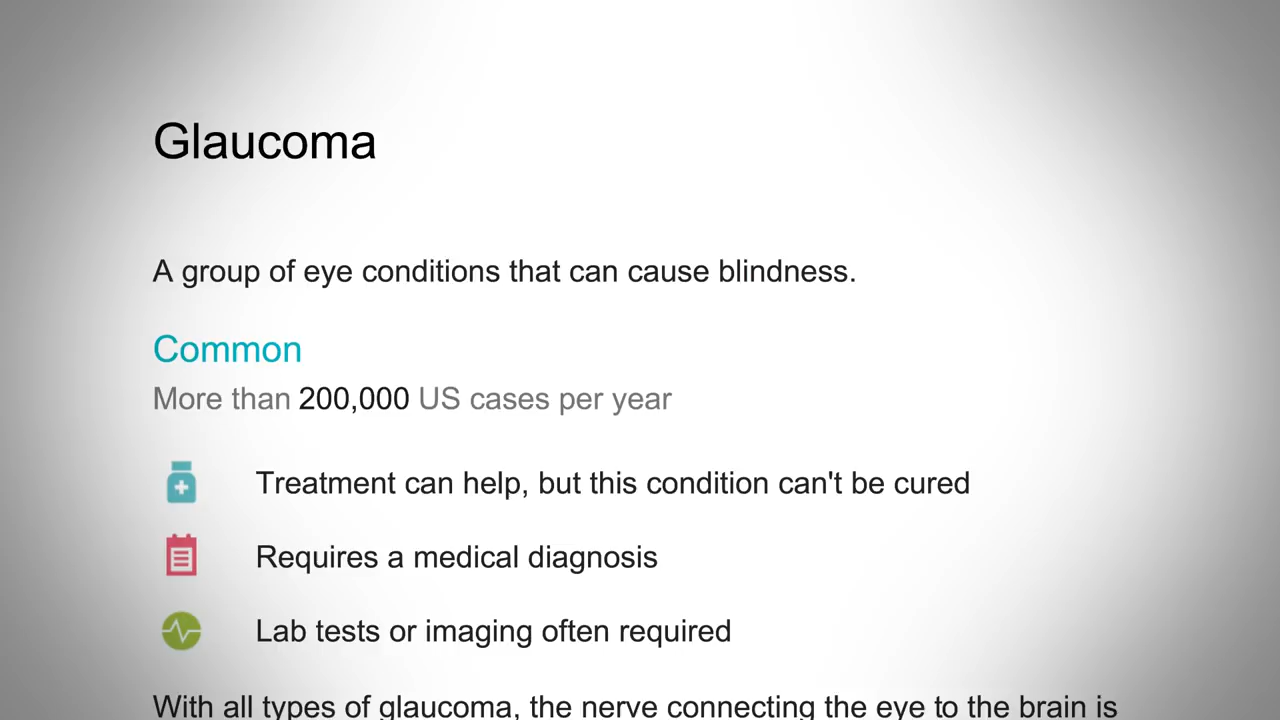 Glaucoma
A group of eye conditions that can cause blindness.
Common
More than 200,000 US cases per year
Treatment can help, but this condition can't be cured
Requires a medical diagnosis
Lab tests or imaging often required
With all types of glaucoma, the nerve connecting the eye to the brain is